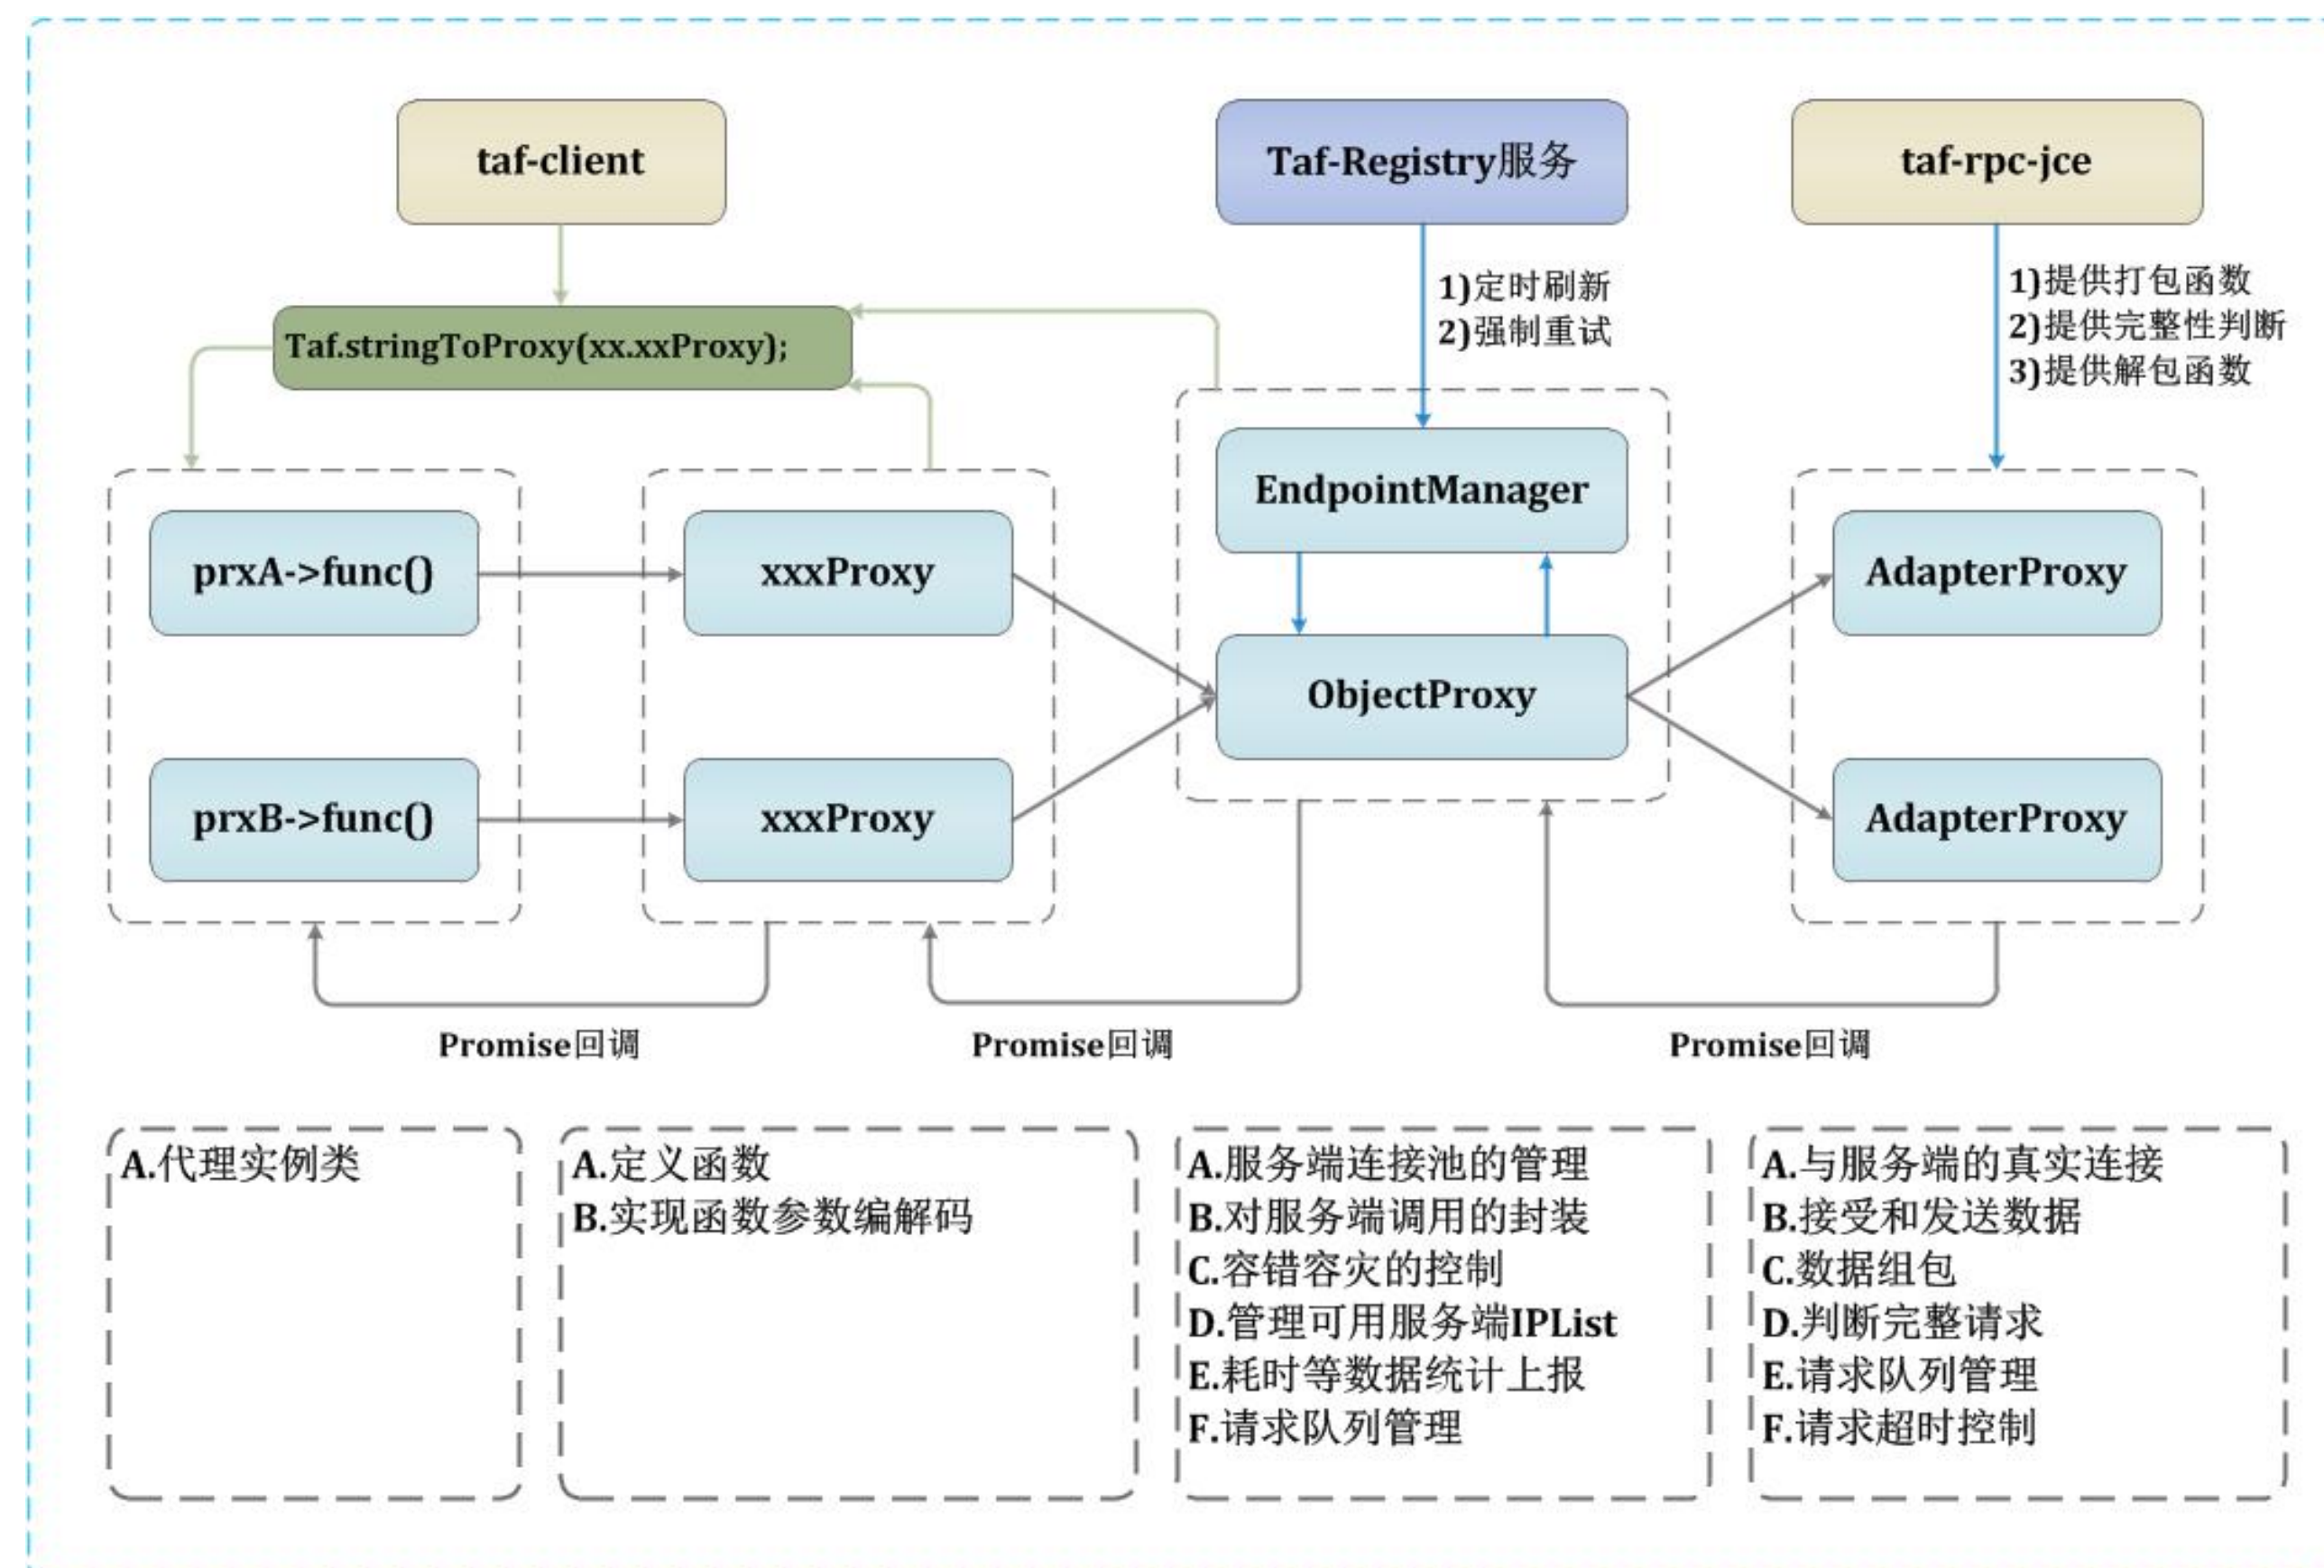 taf-client
Taf-Registry服务
taf-rpc-jce
1)定时刷新
2)强制重试
1)提供打包函数
2)提供完整性判断
3)提供解包函数
Taf.stringToProxy(xx.xxProxy);
EndpointManager
prxA->func()
xxxProxy
AdapterProxy
ObjectProxy
prxB->func()
xxxProxy
AdapterProxy
Promise回调
Promise回调
Promise回调
A.代理实例类
A.定义函数
B.实现函数参数编解码
A.服务端连接池的管理
B.对服务端调用的封装
C.容错容灾的控制
D.管理可用服务端IPList
E.耗时等数据统计上报
F.请求队列管理
A.与服务端的真实连接
B.接受和发送数据
C.数据组包
D.判断完整请求
E.请求队列管理
F.请求超时控制